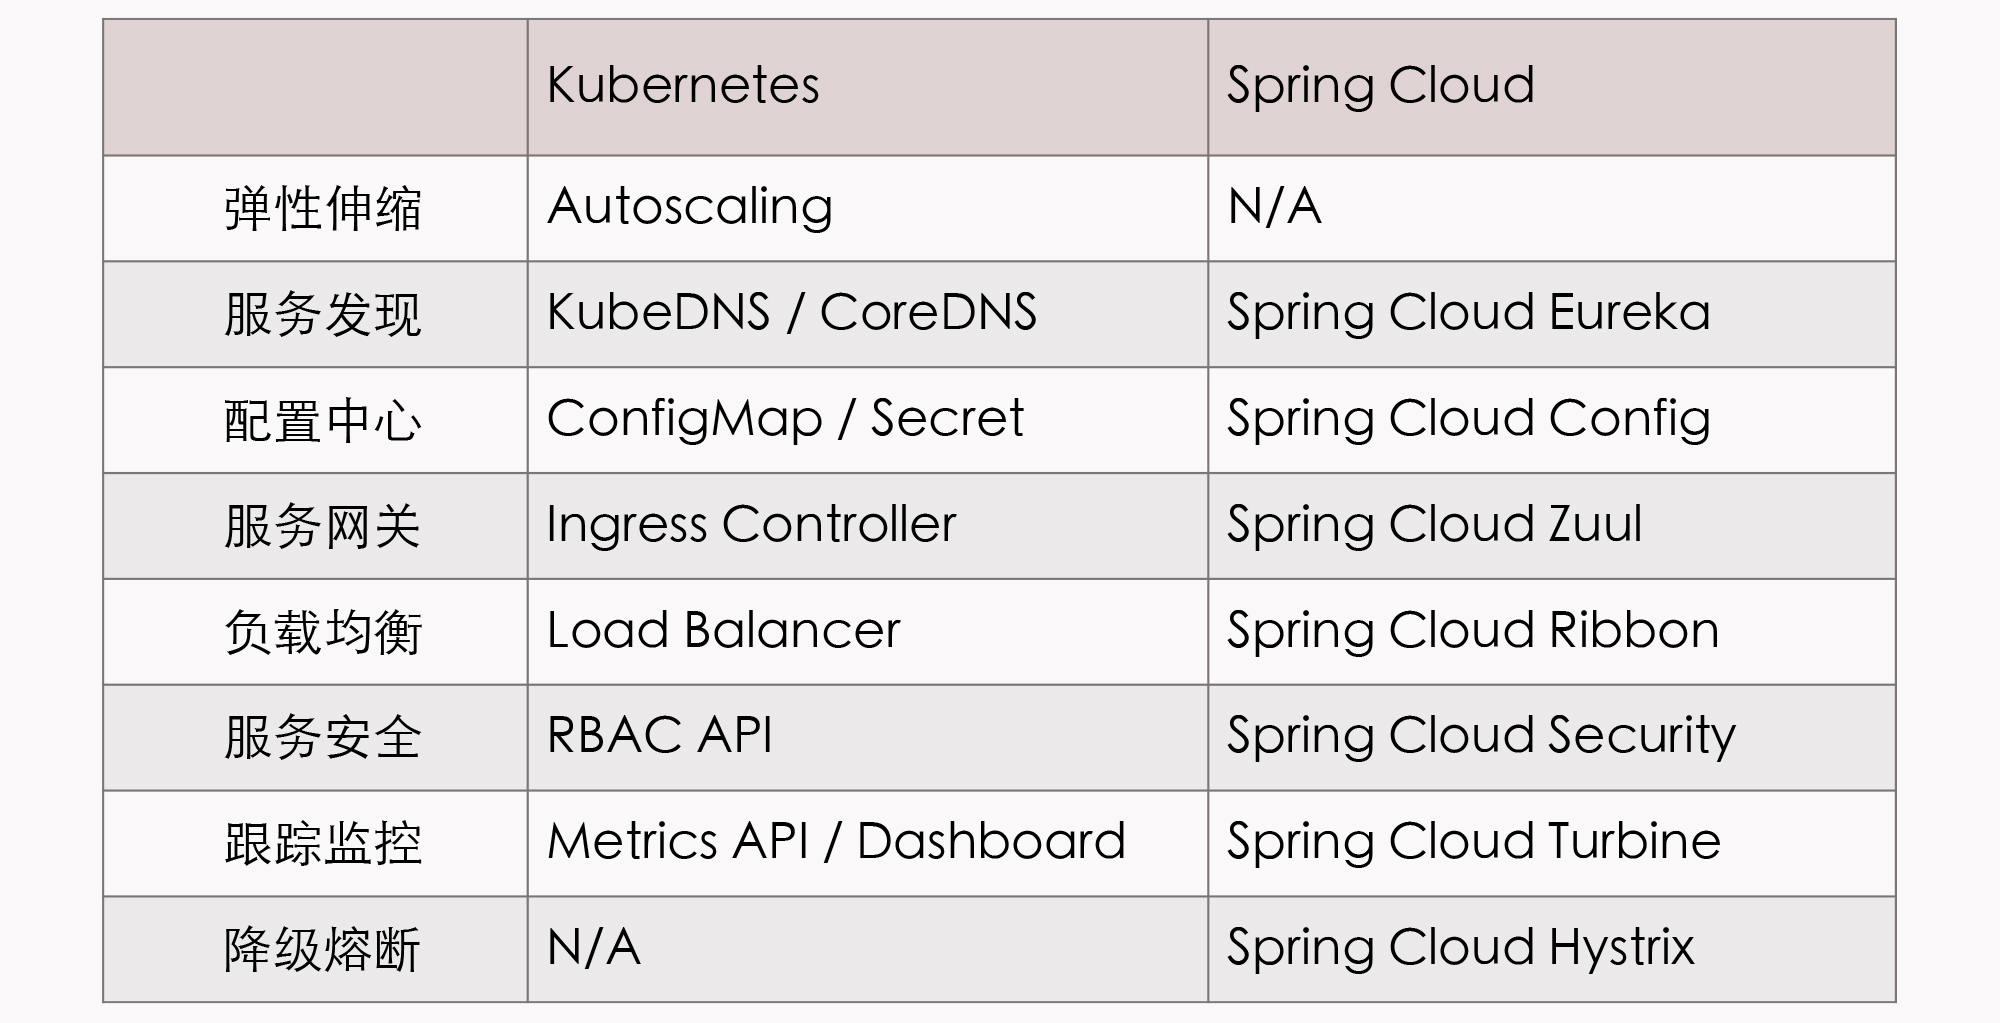 Kubernetes Spring Cloud
弹性伸缩 Autoscaling N/A
服务发现 KubeDNS / CoreDNS Spring Cloud Eureka
配置中心 ConfigMap / Secret Spring Cloud Config
服务网关 Ingress Controller Spring Cloud Zuul
负载均衡 Load Balancer Spring Cloud Ribbon
服务安全 RBAC API Spring Cloud Security
跟踪监控 Metrics API / Dashboard Spring Cloud Turbine
降级熔断 N/A Spring Cloud Hystrix